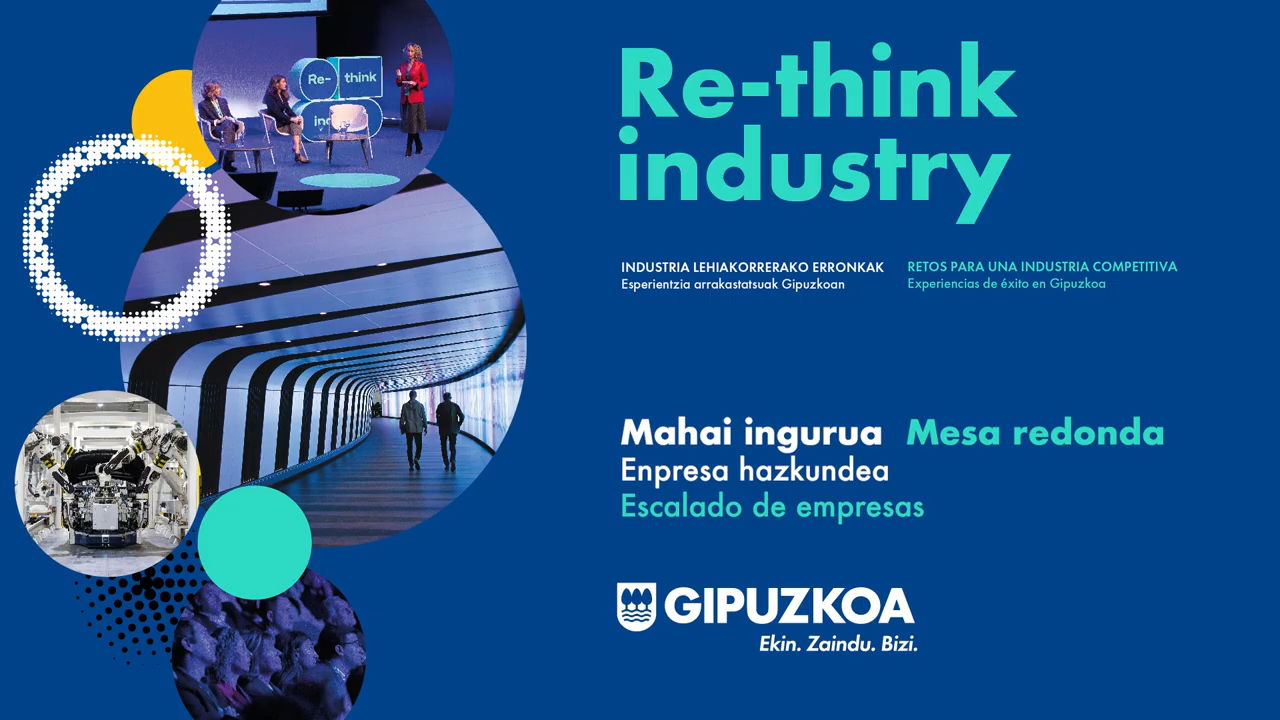 Re-
think
Re-think
industry
INDUSTRIA LEHIAKORRERAKO ERRONKAK
Esperientzia arrakastatsuak Gipuzkoan
RETOS PARA UNA INDUSTRIA COMPETITIVA
Experiencias de éxito en Gipuzkoa
Mahai ingurua Mesa redonda
Enpresa hazkundea
Escalado de empresas
GIPUZKOA
Ekin. Zaindu. Bizi.